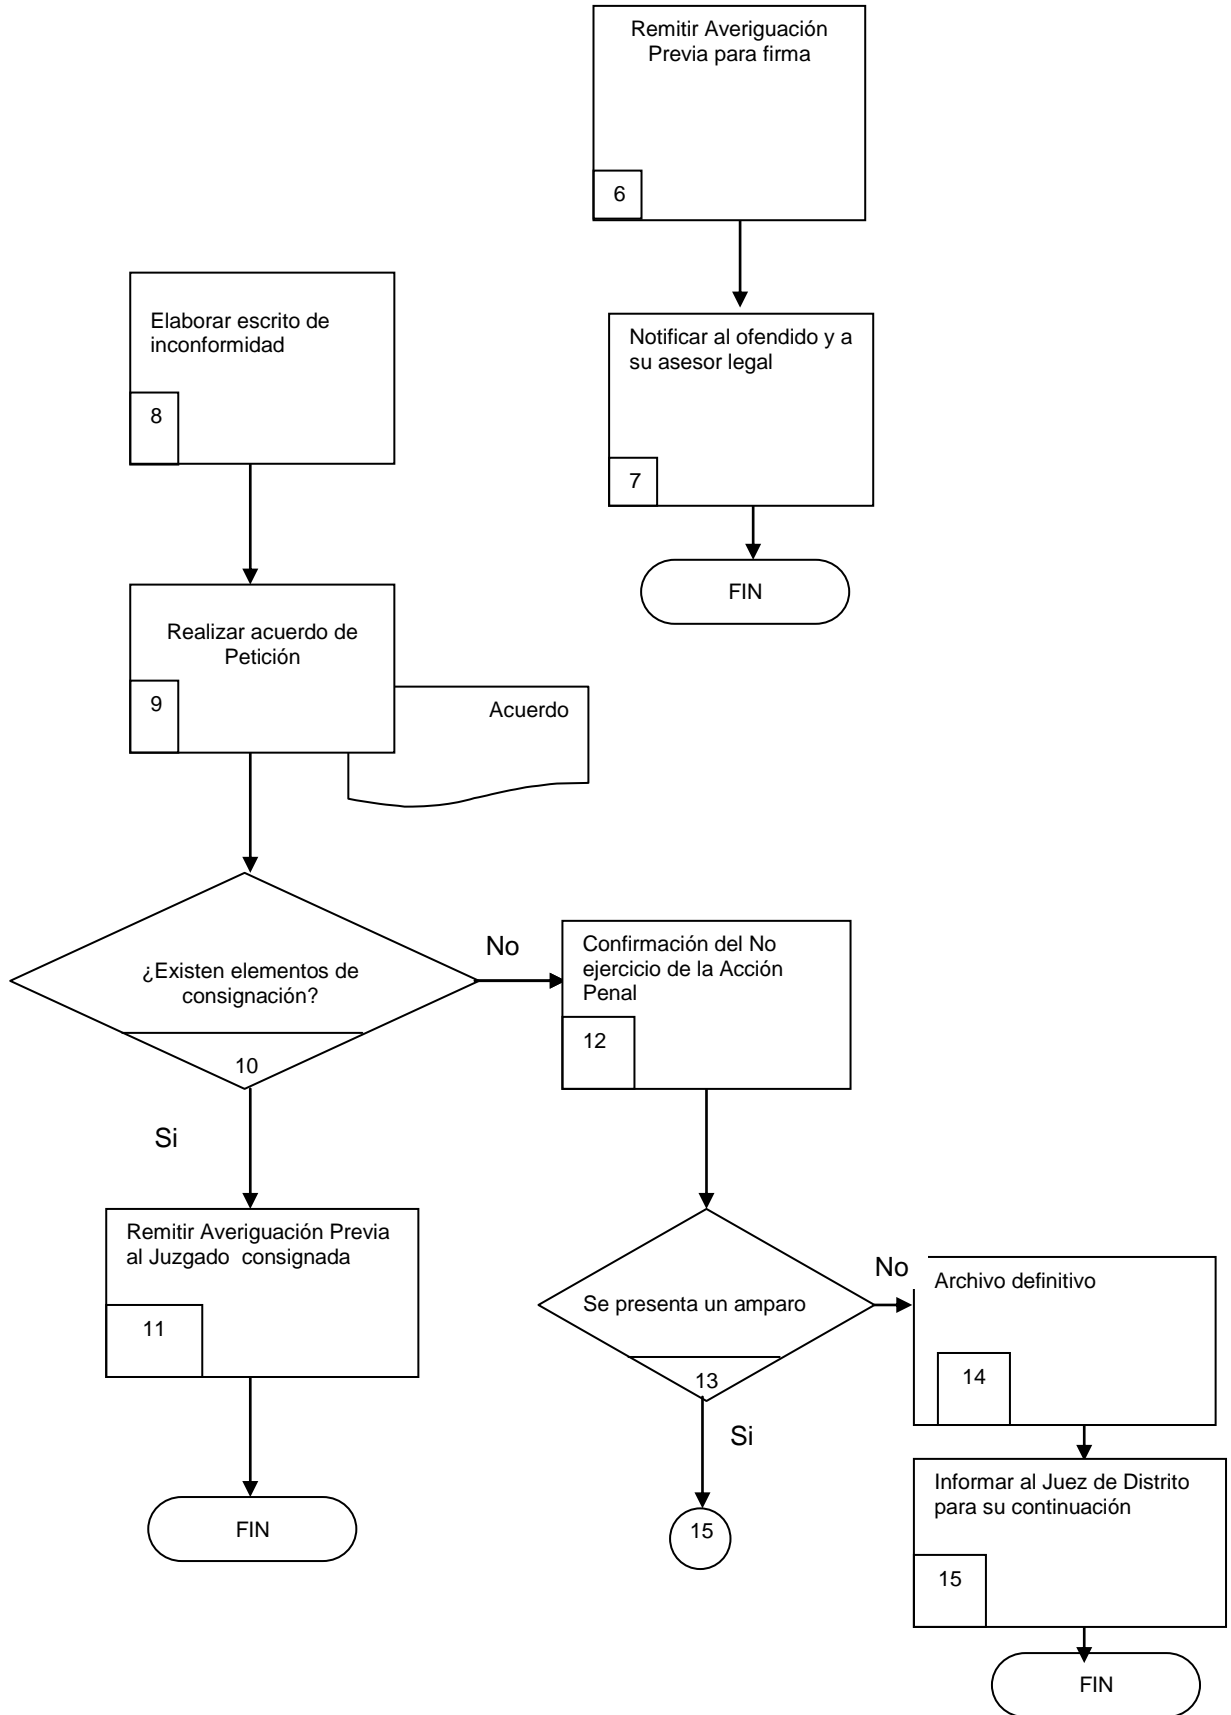 Remitir Averiguación
Previa para firma
6
Notificar al ofendido y a
su asesor legal
7
FIN
Elaborar escrito de
inconformidad
8
Realizar acuerdo de
Petición
9
Acuerdo
¿Existen elementos de
consignación?
10
No
Si
Confirmación del No
ejercicio de la Acción
Penal
12
Remitir Averiguación Previa
al Juzgado  consignada
11
FIN
Se presenta un amparo
13
No
Si
15
Archivo definitivo
14
Informar al Juez de Distrito
para su continuación
15
FIN